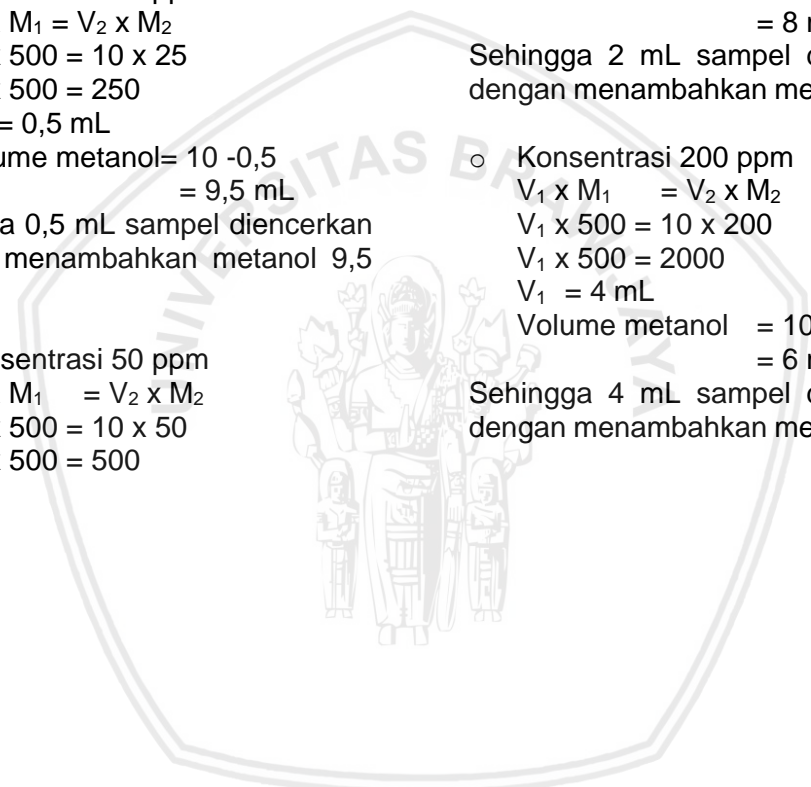 M₁ = V₂ x M₂
500 = 10 x 25
500 = 250
= 0,5 mL
ume metanol= 10 -0,5
= 9,5 mL
a 0,5 mL sampel diencerkan
menambahkan metanol 9,5
sentrasi 50 ppm
M₁ = V₂ x M₂
500 = 10 x 50
500 = 500
= 8
Sehingga 2 mL sampel
dengan menambahkan
○ Konsentrasi 200 ppm
V₁ x M₁ = V₂ x M₂
V₁ x 500 = 10 x 200
V₁ x 500 = 2000
V₁ = 4 mL
Volume metanol = 10
= 6
Sehingga 4 mL sampel
dengan menambahkan
UNIVERSITAS BRAWIJAYA